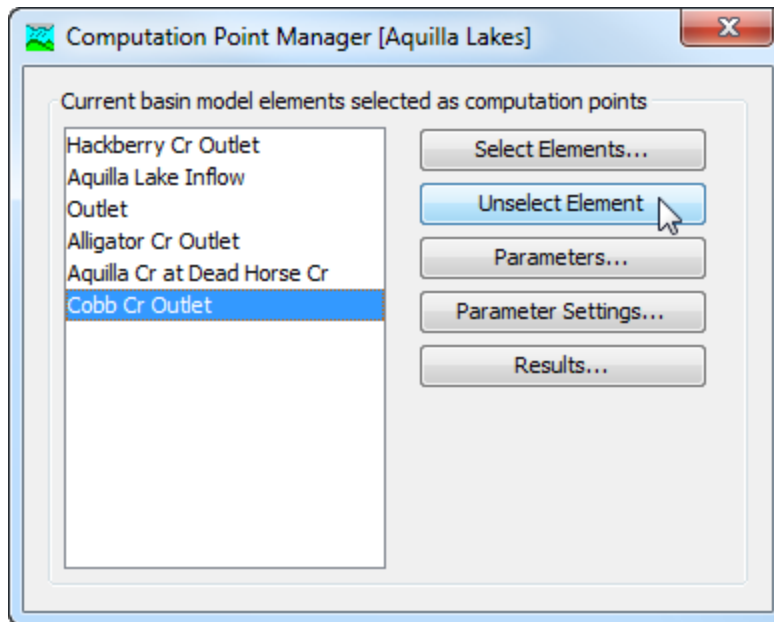 Computation Point Manager [Aquilla Lakes]
Current basin model elements selected as computation points
Hackberry Cr Outlet
Aquilla Lake Inflow
Outlet
Alligator Cr Outlet
Aquilla Cr at Dead Horse Cr
Cobb Cr Outlet
Select Elements...
Unselect Element
Parameters...
Parameter Settings...
Results...